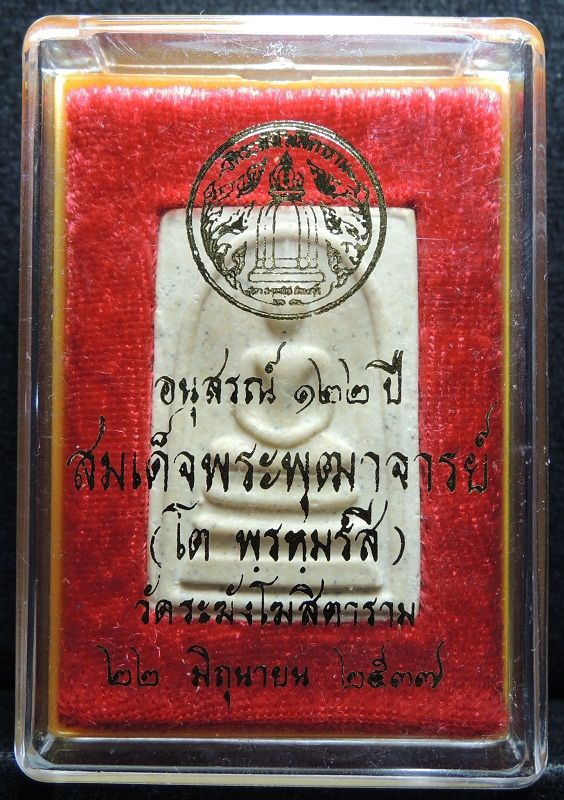 อนุสรณ์ ๑๒๒ ปี
สมเด็จพระพุฒาจารย์
(โต พฺรหฺมรํสี)
วัดระฆังโฆสิตาราม
๒๒ มิถุนายน ๒๕๓๗